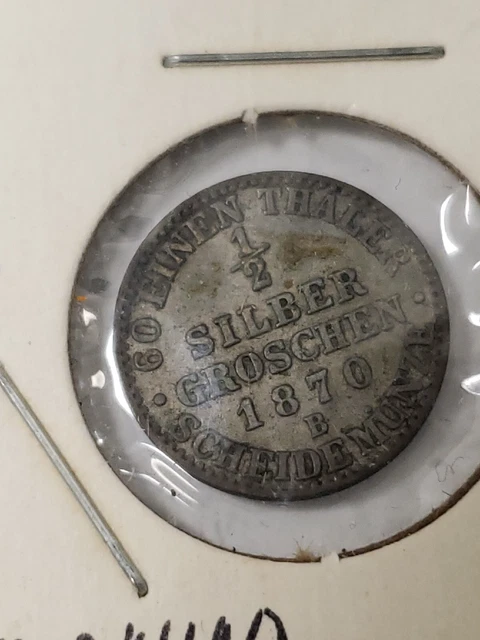 60 EINEN THALER
1/2
SILBER
GROSCHEN
1870
B
SCHEIDEMÜNZE